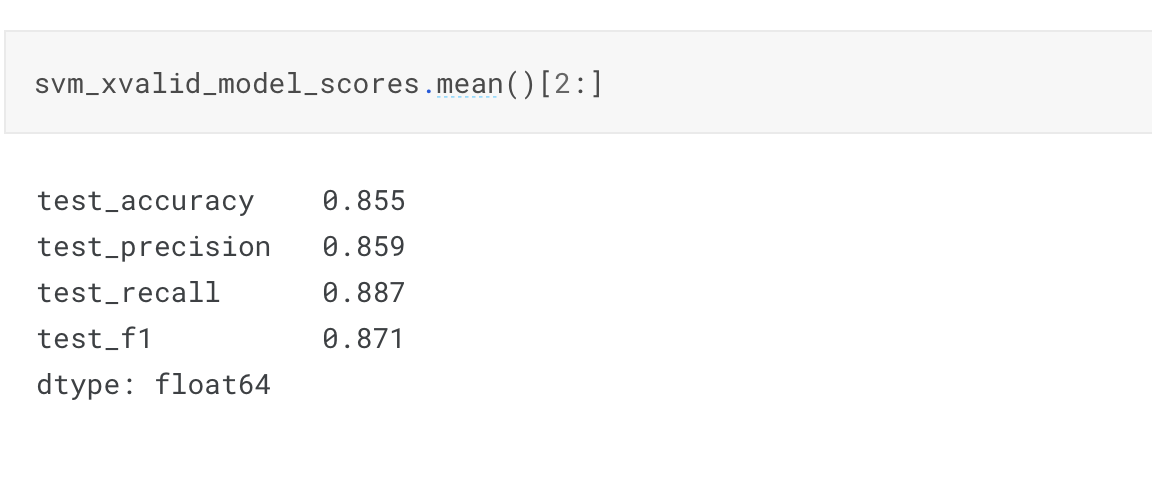 svm_xvalid_model_scores.mean()[2:]
test_accuracy    0.855
test_precision   0.859
test_recall      0.887
test_f1          0.871
dtype: float64